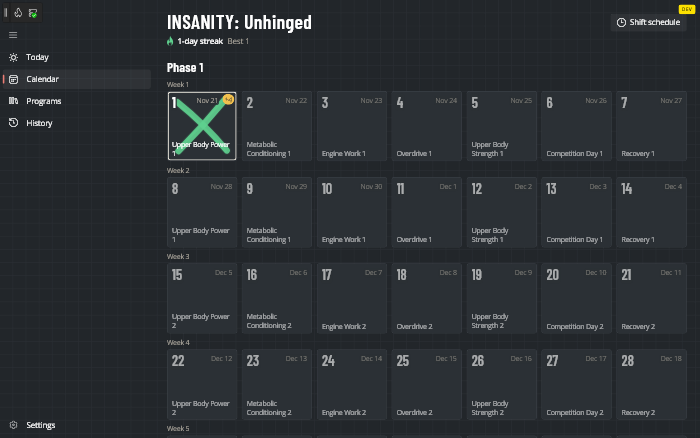 DEV
INSANITY: Unhinged
Shift schedule
1-day streak Best 1
Today
Calendar
Programs
History
Settings
Phase 1
Week 1
1 Nov 21
Upper Body Power
1
2 Nov 22
Metabolic
Conditioning 1
3 Nov 23
Engine Work 1
4 Nov 24
Overdrive 1
5 Nov 25
Upper Body
Strength 1
6 Nov 26
Competition Day 1
7 Nov 27
Recovery 1
Week 2
8 Nov 28
Upper Body Power
1
9 Nov 29
Metabolic
Conditioning 1
10 Nov 30
Engine Work 1
11 Dec 1
Overdrive 1
12 Dec 2
Upper Body
Strength 1
13 Dec 3
Competition Day 1
14 Dec 4
Recovery 1
Week 3
15 Dec 5
Upper Body Power
2
16 Dec 6
Metabolic
Conditioning 2
17 Dec 7
Engine Work 2
18 Dec 8
Overdrive 2
19 Dec 9
Upper Body
Strength 2
20 Dec 10
Competition Day 2
21 Dec 11
Recovery 2
Week 4
22 Dec 12
Upper Body Power
2
23 Dec 13
Metabolic
Conditioning 2
24 Dec 14
Engine Work 2
25 Dec 15
Overdrive 2
26 Dec 16
Upper Body
Strength 2
27 Dec 17
Competition Day 2
28 Dec 18
Recovery 2
Week 5